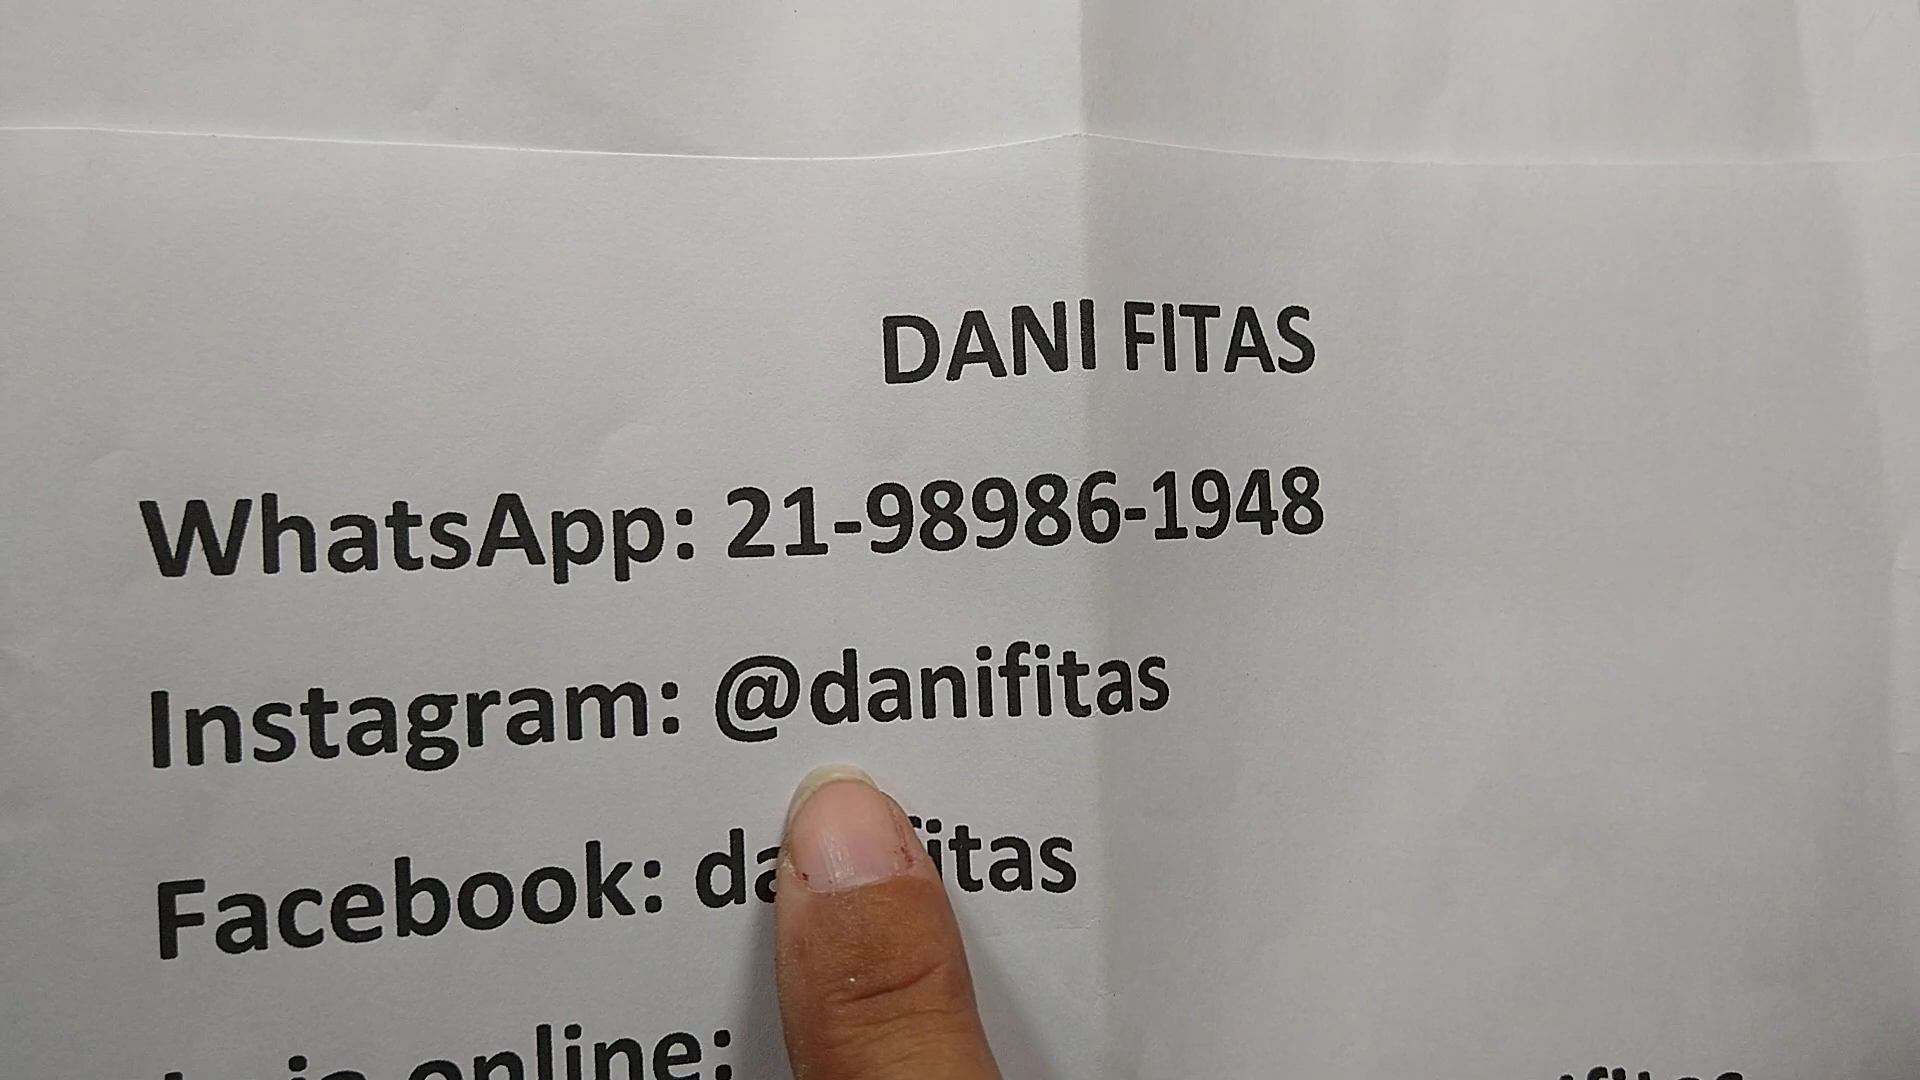 DANI FITAS
WhatsApp: 21-98986-1948
Instagram: @danifitas
Facebook:
online: